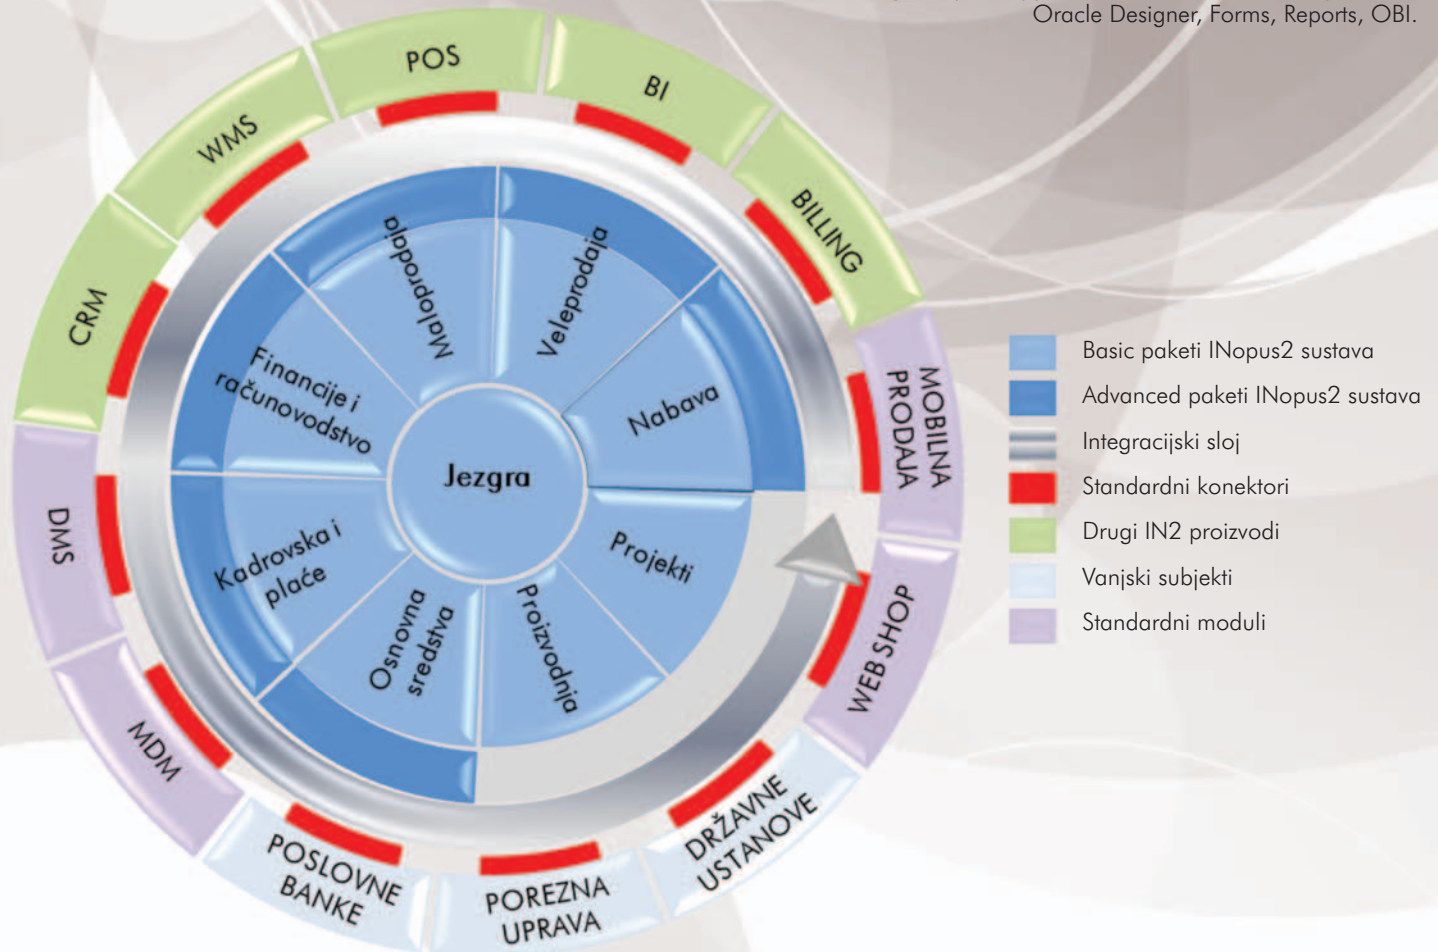 Oracle Designer, Forms, Reports, OBI.
POS
BI
BILLING
WMS
CRM
DMS
MDM
POSLOVNE
BANKE
POREZNA
UPRAVA
DRŽAVNE
USTANOVE
WEB SHOP
MOBILNA
PRODAJA
Maloprodaja
Veleprodaja
Nabava
Projekti
Proizvodnja
Osnovna
sredstva
Kadrovska i
plaće
Financije i
računovodstvo
Jezgra
Basic paketi INopus2 sustava
Advanced paketi INopus2 sustava
Integracijski sloj
Standardni konektori
Drugi IN2 proizvodi
Vanjski subjekti
Standardni moduli